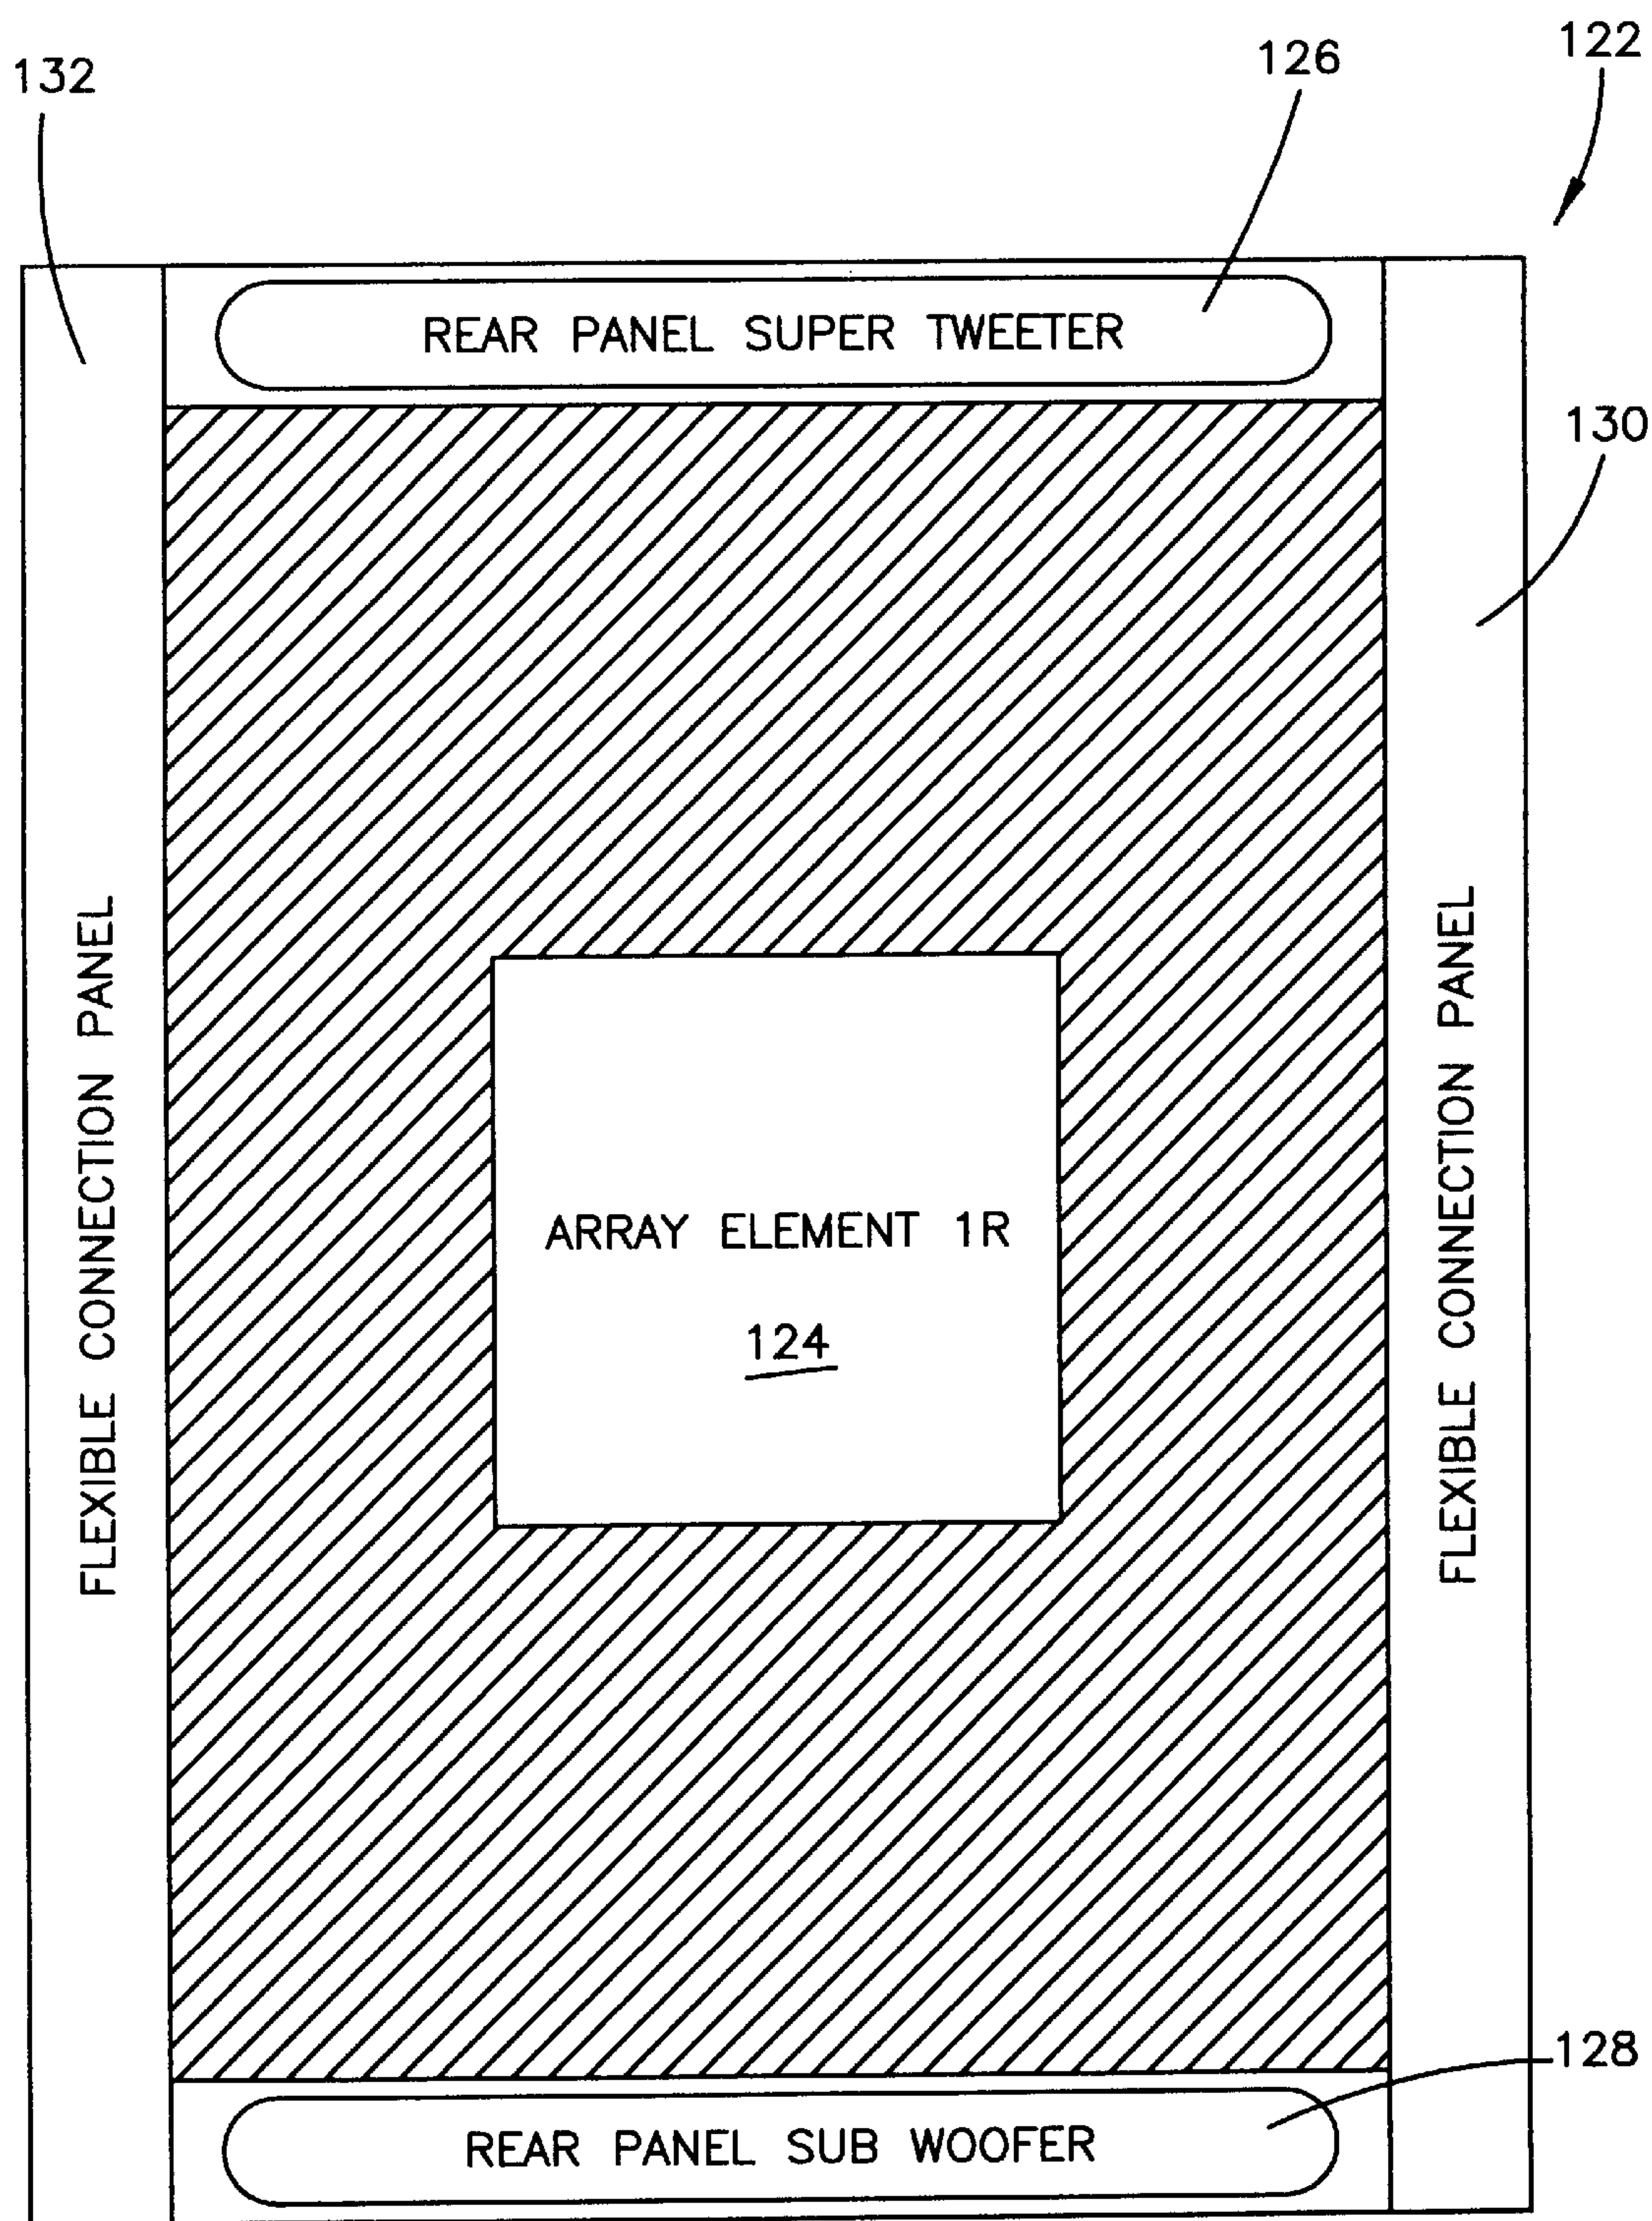 122
126
132
REAR PANEL SUPER TWEETER
130
FLEXIBLE CONNECTION PANEL
FLEXIBLE CONNECTION PANEL
ARRAY ELEMENT 1R
124
128
REAR PANEL SUB WOOFER